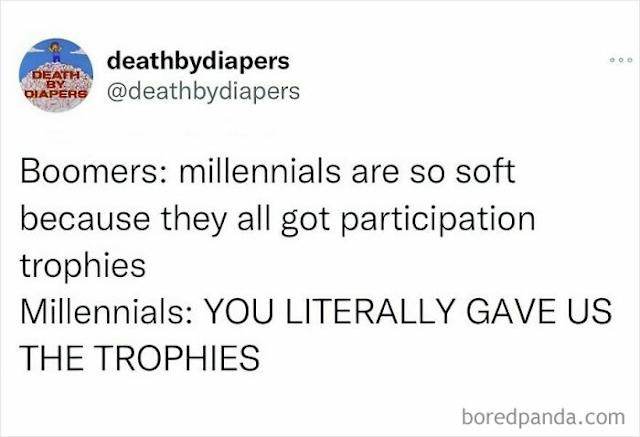 DEATH
BY
DIAPERS
deathbydiapers
@deathbydiapers
Boomers: millennials are so soft
because they all got participation
trophies
Millennials: YOU LITERALLY GAVE US
THE TROPHIES
boredpanda.com